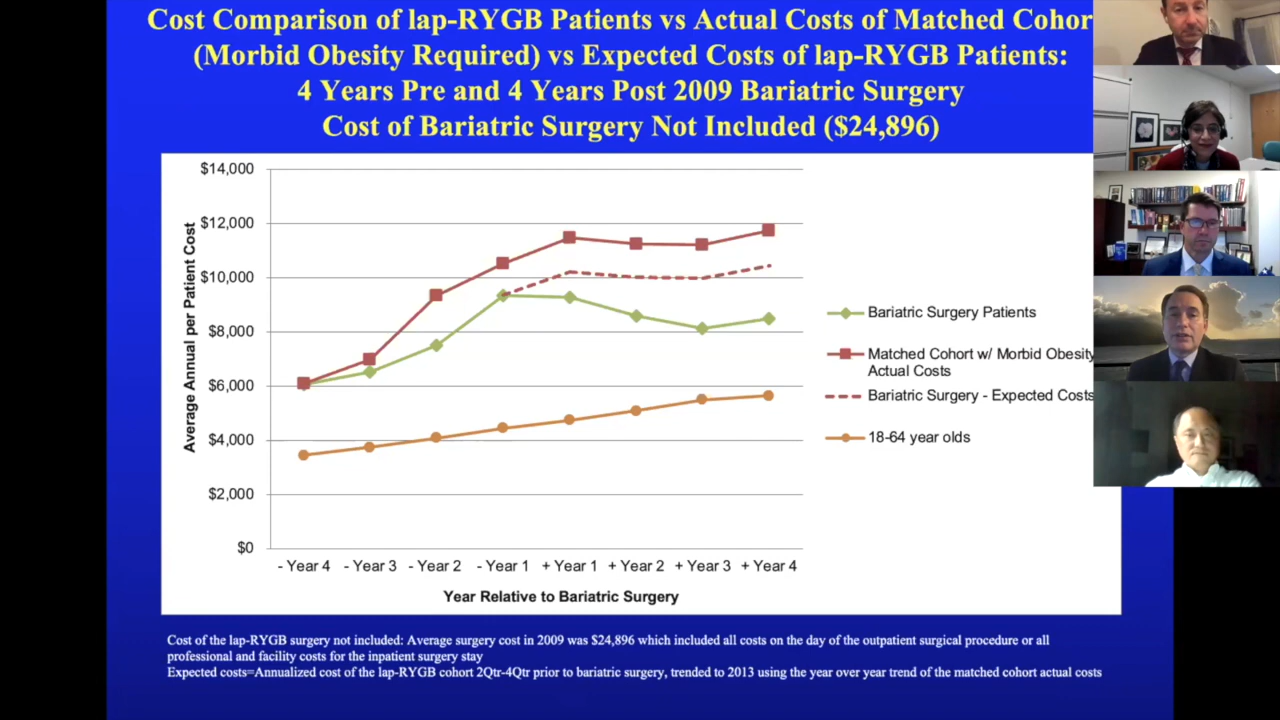 Cost Comparison of lap-RYGB Patients vs Actual Costs of Matched Cohor
(Morbid Obesity Required) vs Expected Costs of lap-RYGB Patients:
4 Years Pre and 4 Years Post 2009 Bariatric Surgery
Cost of Bariatric Surgery Not Included ($24,896)
Average Annual per Patient Cost
$14,000
$12,000
$10,000
$8,000
$6,000
$4,000
$2,000
$0
- Year 4 - Year 3 - Year 2 - Year 1 + Year 1 + Year 2 + Year 3 + Year 4
Year Relative to Bariatric Surgery
Bariatric Surgery Patients
Matched Cohort w/ Morbid Obesity
Actual Costs
Bariatric Surgery - Expected Costs
18-64 year olds
Cost of the lap-RYGB surgery not included: Average surgery cost in 2009 was $24,896 which included all costs on the day of the outpatient surgical procedure or all
professional and facility costs for the inpatient surgery stay
Expected costs=Annualized cost of the lap-RYGB cohort 2Qtr-4Qtr prior to bariatric surgery, trended to 2013 using the year over year trend of the matched cohort actual costs